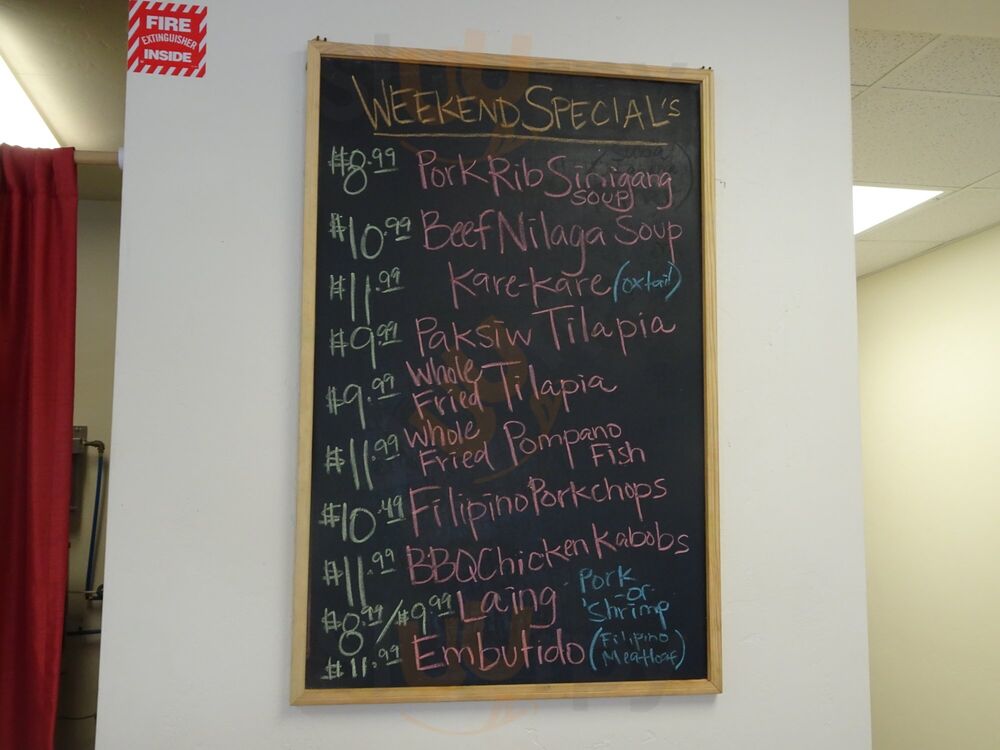 FIRE
EXTINGUISHER
INSIDE
WEEKEND SPECIAL'S
$8.99 Pork Rib Sinigang
Soup
$10.99 Beef Nilaga Soup
$11.99 Kare-Kare (oxtail)
$9.99 Paksiw Tilapia
$9.99 Whole Fried Tilapia
$11.99 Whole Fried Pompano Fish
$10.49 Filipino Porkchops
$11.99 BBQ Chicken Kabobs
$8.99/$9.99 Laing Pork -or- Shrimp
$11.99 Embutido (Filipino Meatloaf)